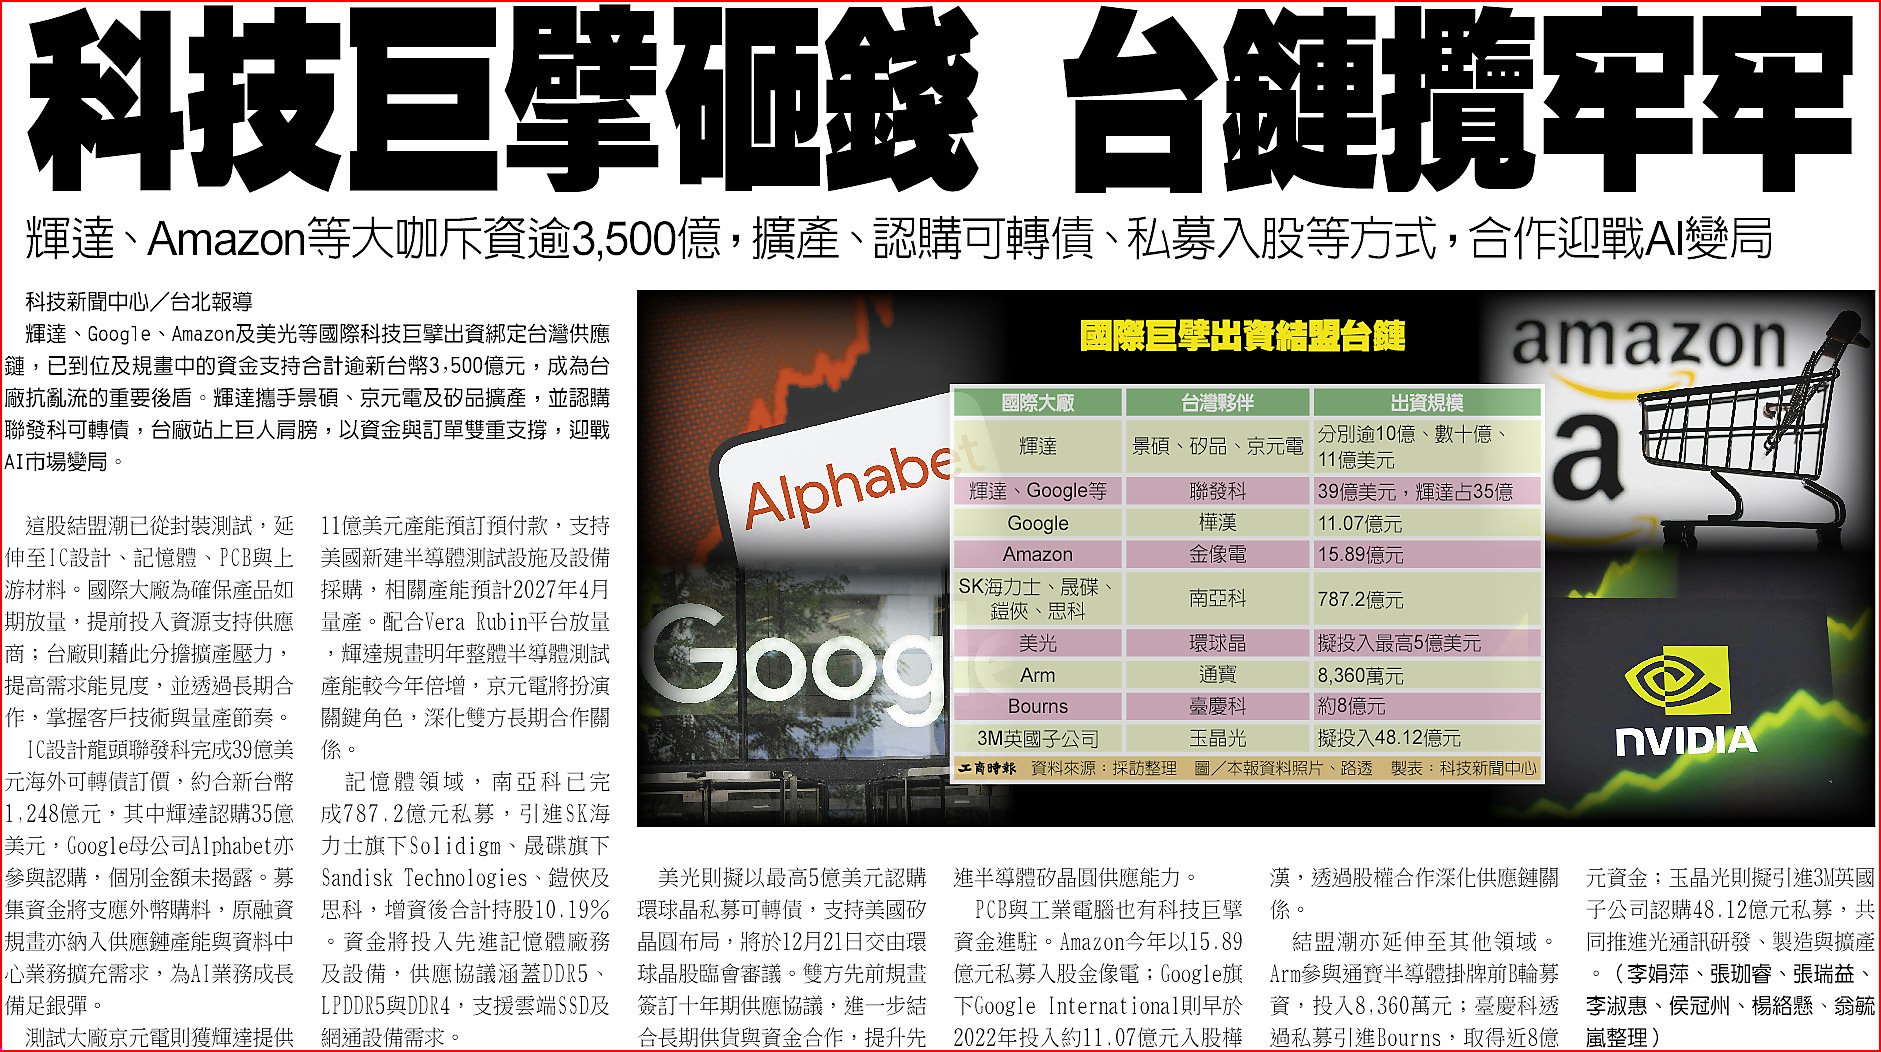 科技巨擘砸錢 台鏈攬牢牢
輝達、Amazon等大咖斥資逾3,500億，擴產、認購可轉債、私募入股等方式，合作迎戰AI變局
科技新聞中心／台北報導
輝達、Google、Amazon及美光等國際科技巨擘出資綁定台灣供應
鏈，已到位及規畫中的資金支持合計逾新台幣3,500億元，成為台
廠抗亂流的重要後盾。輝達攜手景碩、京元電及矽品擴產，並認購
聯發科可轉債，台廠站上巨人肩膀，以資金與訂單雙重支撐，迎戰
AI市場變局。
這股結盟潮已從封裝測試，延
伸至IC設計、記憶體、PCB與上
游材料。國際大廠為確保產品如
期放量，提前投入資源支持供應
商；台廠則藉此分擔擴產壓力，
提高需求能見度，並透過長期合
作，掌握客戶技術與量產節奏。
IC設計龍頭聯發科完成39億美
元海外可轉債訂價，約合新台幣
1,248億元，其中輝達認購35億
美元，Google母公司Alphabet亦
參與認購，個別金額未揭露。募
集資金將支應外幣購料，原融資
規畫亦納入供應鏈產能與資料中
心業務擴充需求，為AI業務成長
備足銀彈。
測試大廠京元電則獲輝達提供
11億美元產能預訂預付款，支持
美國新建半導體測試設施及設備
採購，相關產能預計2027年4月
量產。配合Vera Rubin平台放量
，輝達規畫明年整體半導體測試
產能較今年倍增，京元電將扮演
關鍵角色，深化雙方長期合作關
係。
記憶體領域，南亞科已完
成787.2億元私募，引進SK海
力士旗下Solidigm、晟碟旗下
Sandisk Technologies、鎧俠及
思科，增資後合計持股10.19%
。資金將投入先進記憶體廠務
及設備，供應協議涵蓋DDR5、
LPDDR5與DDR4，支援雲端SSD及
網通設備需求。
國際巨擘出資結盟台鏈
國際大廠 台灣夥伴 出資規模
輝達 景碩、矽品、京元電 分別逾10億、數十億、
11億美元
輝達、Google等 聯發科 39億美元，輝達占35億
Google 樺漢 11.07億元
Amazon 金像電 15.89億元
SK海力士、晟碟、
鎧俠、思科 南亞科 787.2億元
美光 環球晶 擬投入最高5億美元
Arm 通寶 8,360萬元
Bourns 臺慶科 約8億元
3M英國子公司 玉晶光 擬投入48.12億元
工商時報 資料來源：採訪整理 圖／本報資料照片、路透 製表：科技新聞中心
Alphabet
Google
amazon
a
NVIDIA
美光則擬以最高5億美元認購
環球晶私募可轉債，支持美國矽
晶圓布局，將於12月21日交由環
球晶股臨會審議。雙方先前規畫
簽訂十年期供應協議，進一步結
合長期供貨與資金合作，提升先
進半導體矽晶圓供應能力。
PCB與工業電腦也有科技巨擘
資金進駐。Amazon今年以15.89
億元私募入股金像電；Google旗
下Google International則早於
2022年投入約11.07億元入股樺
漢，透過股權合作深化供應鏈關
係。
結盟潮亦延伸至其他領域。
Arm參與通寶半導體掛牌前B輪募
資，投入8,360萬元；臺慶科透
過私募引進Bourns，取得近8億
元資金；玉晶光則擬引進3M英國
子公司認購48.12億元私募，共
同推進光通訊研發、製造與擴產
。（李娟萍、張珈睿、張瑞益、
李淑惠、侯冠州、楊絡懸、翁毓
嵐整理）